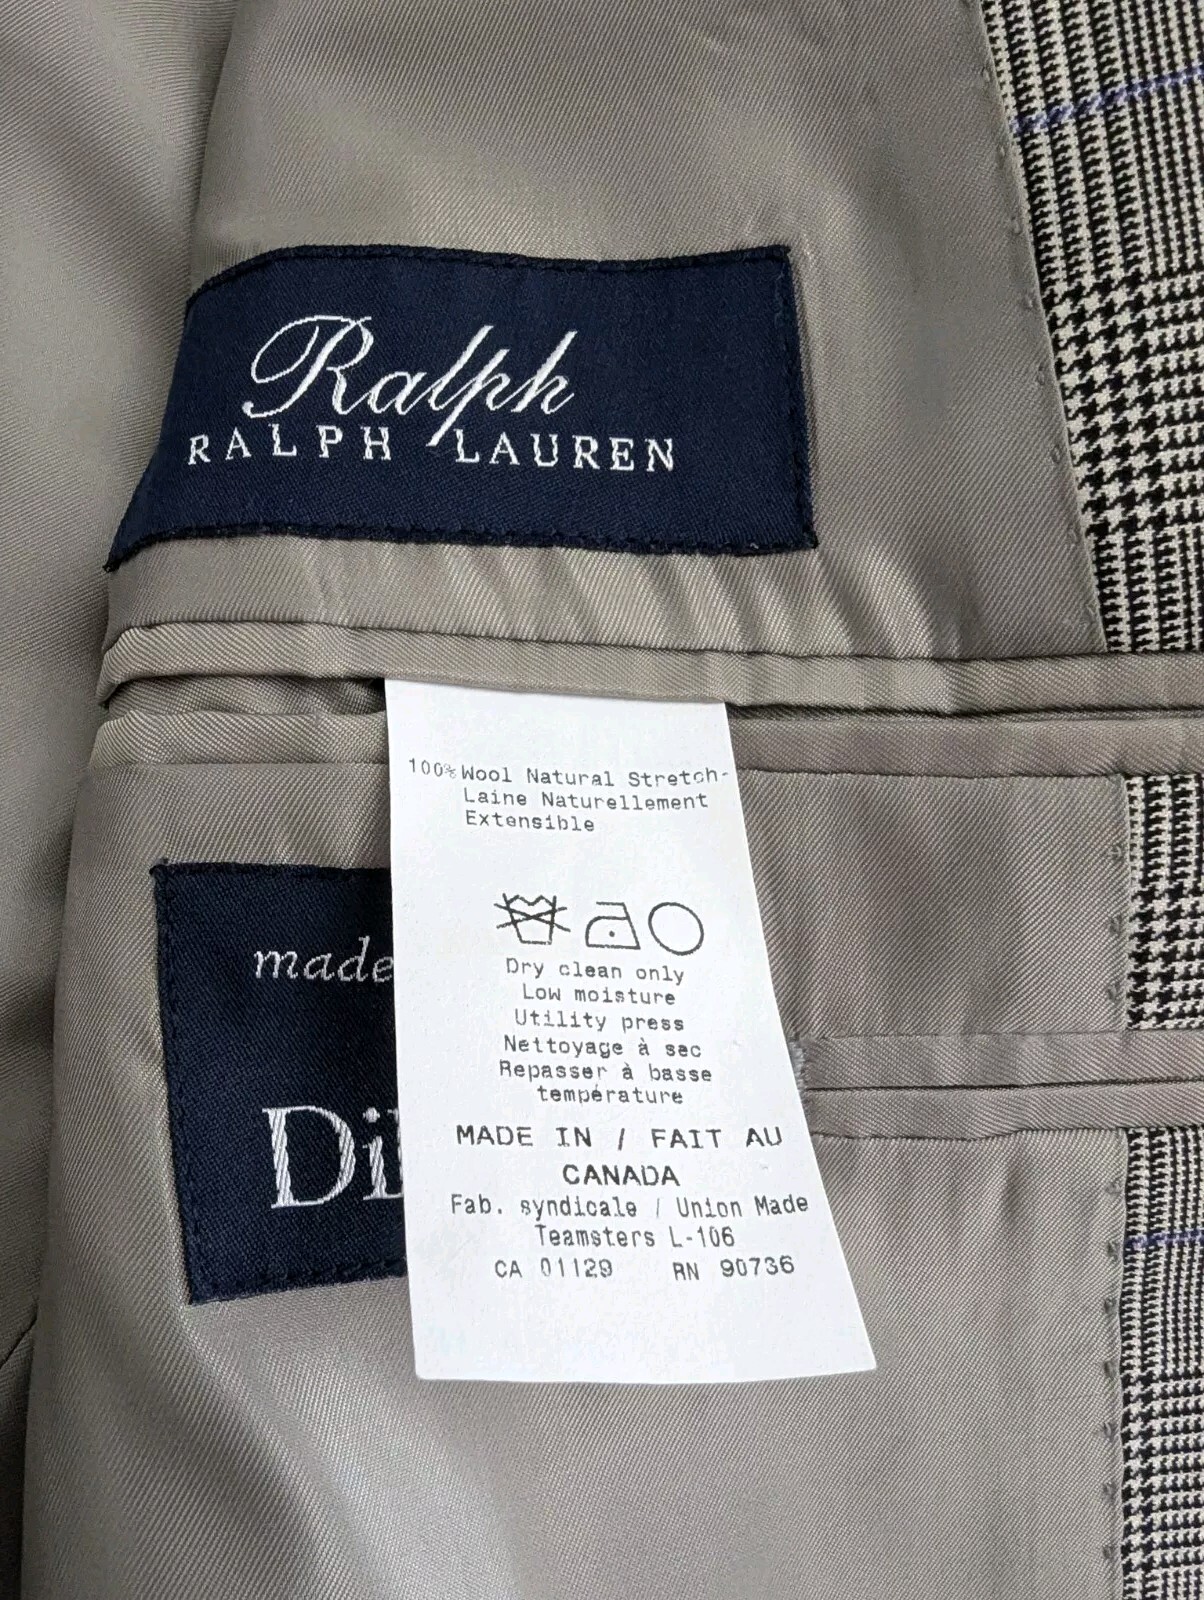 Ralph
RALPH LAUREN
100% Wool Natural Stretch-
Laine Naturellement
Extensible
Dry clean only
Low moisture
Utility press
Nettoyage à sec
Repasser à basse
température
MADE IN / FAIT AU
CANADA
Fab. syndicale / Union Made
Teamsters L-106
CA 01129 RN 90736
made